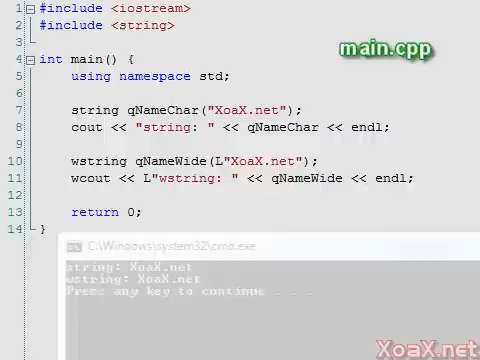 1 #include <iostream>
2 #include <string>
3
4 int main() {
main.cpp
5 using namespace std;
6
7 string qNameChar("XoaX.net");
8 cout << "string: " << qNameChar << endl;
9
10 wstring qNameWide(L"XoaX.net");
11 wcout << L"wstring: " << qNameWide << endl;
12
13 return 0;
14 }
C:\Windows\system32\cmd.exe
string: XoaX.net
wstring: XoaX.net
Press any key to continue . . .
XoaX.net